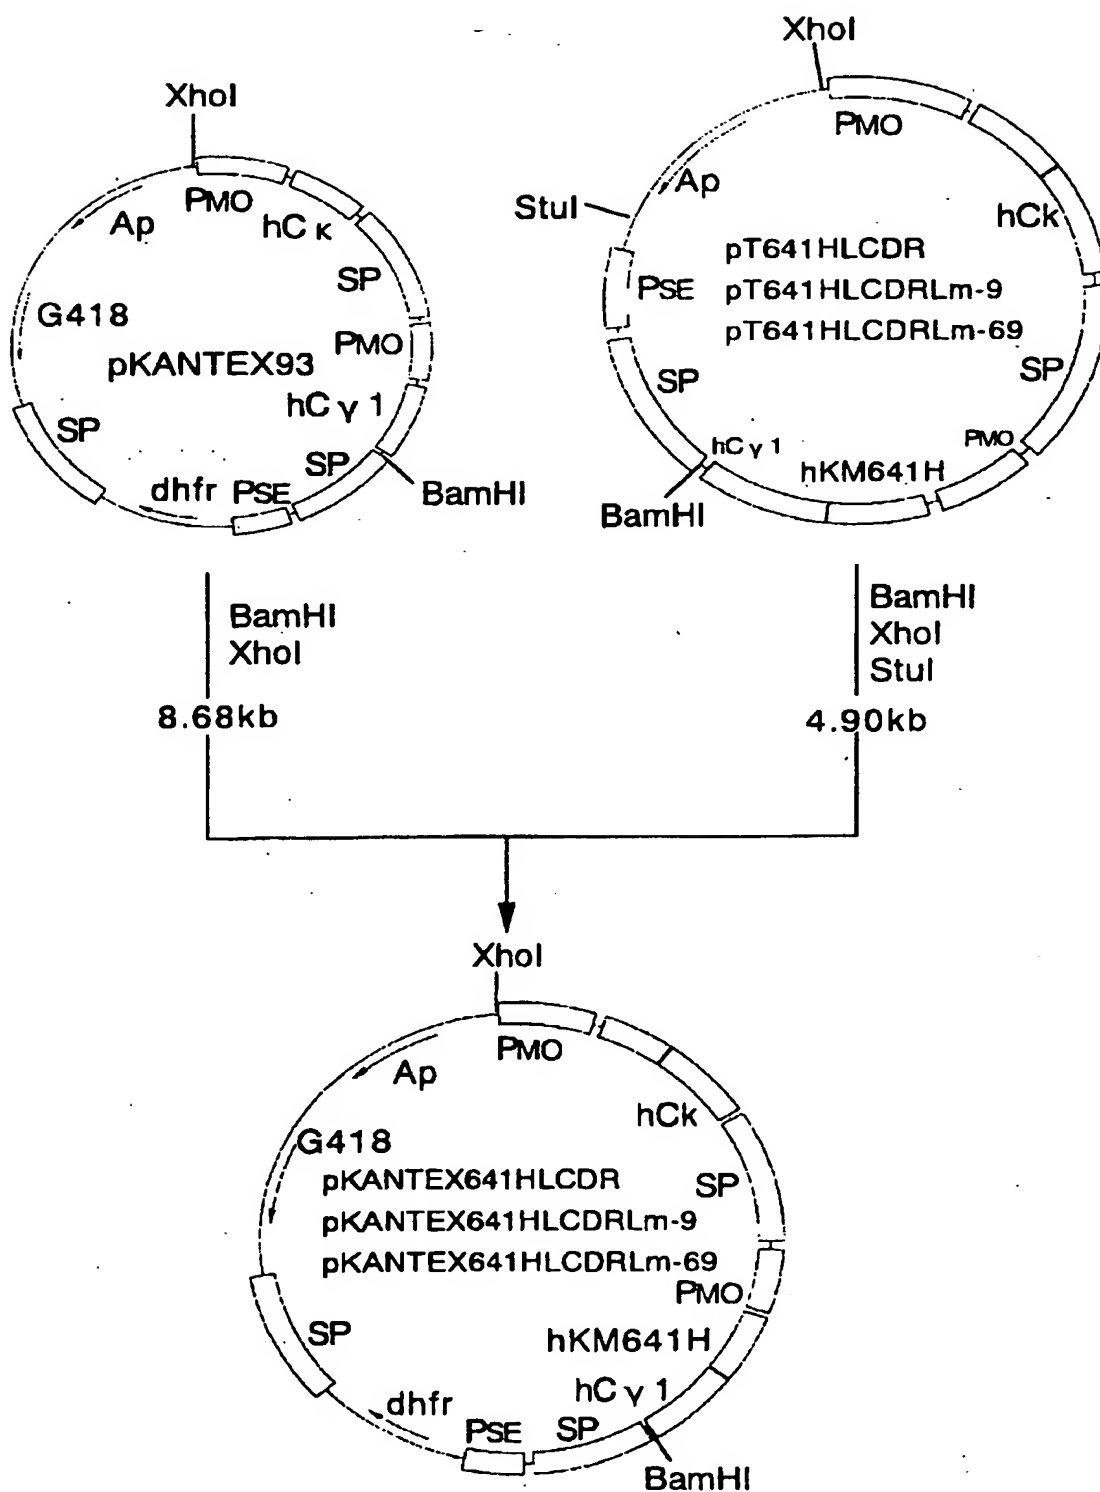 XhoI
PMO
Ap
hCκ
SP
G418
PMO
pKANTEX93
hCγ1
SP
SP
dhfr
PSE
BamHI
XhoI
PMO
Ap
StuI
hCk
pT641HLCDR
PSE
pT641HLCDRLm-9
pT641HLCDRLm-69
SP
SP
PMO
hCγ1
hKM641H
BamHI
BamHI
XhoI
8.68kb
BamHI
XhoI
StuI
4.90kb
XhoI
PMO
Ap
hCk
G418
pKANTEX641HLCDR
SP
pKANTEX641HLCDRLm-9
pKANTEX641HLCDRLm-69
PMO
SP
hKM641H
hCγ1
dhfr
PSE
SP
BamHI